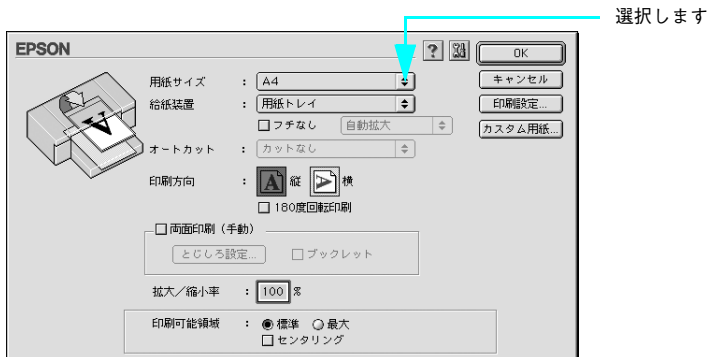 選択します
EPSON
? OK
用紙サイズ : A4 キャンセル
給紙装置 : 用紙トレイ 印刷設定...
フチなし 自動拡大 カスタム用紙...
オートカット : カットなし
印刷方向 : 縦 横
180度回転印刷
両面印刷（手動）
とじしろ設定... ブックレット
拡大／縮小率 : 100 %
印刷可能領域 : 標準 最大
センタリング